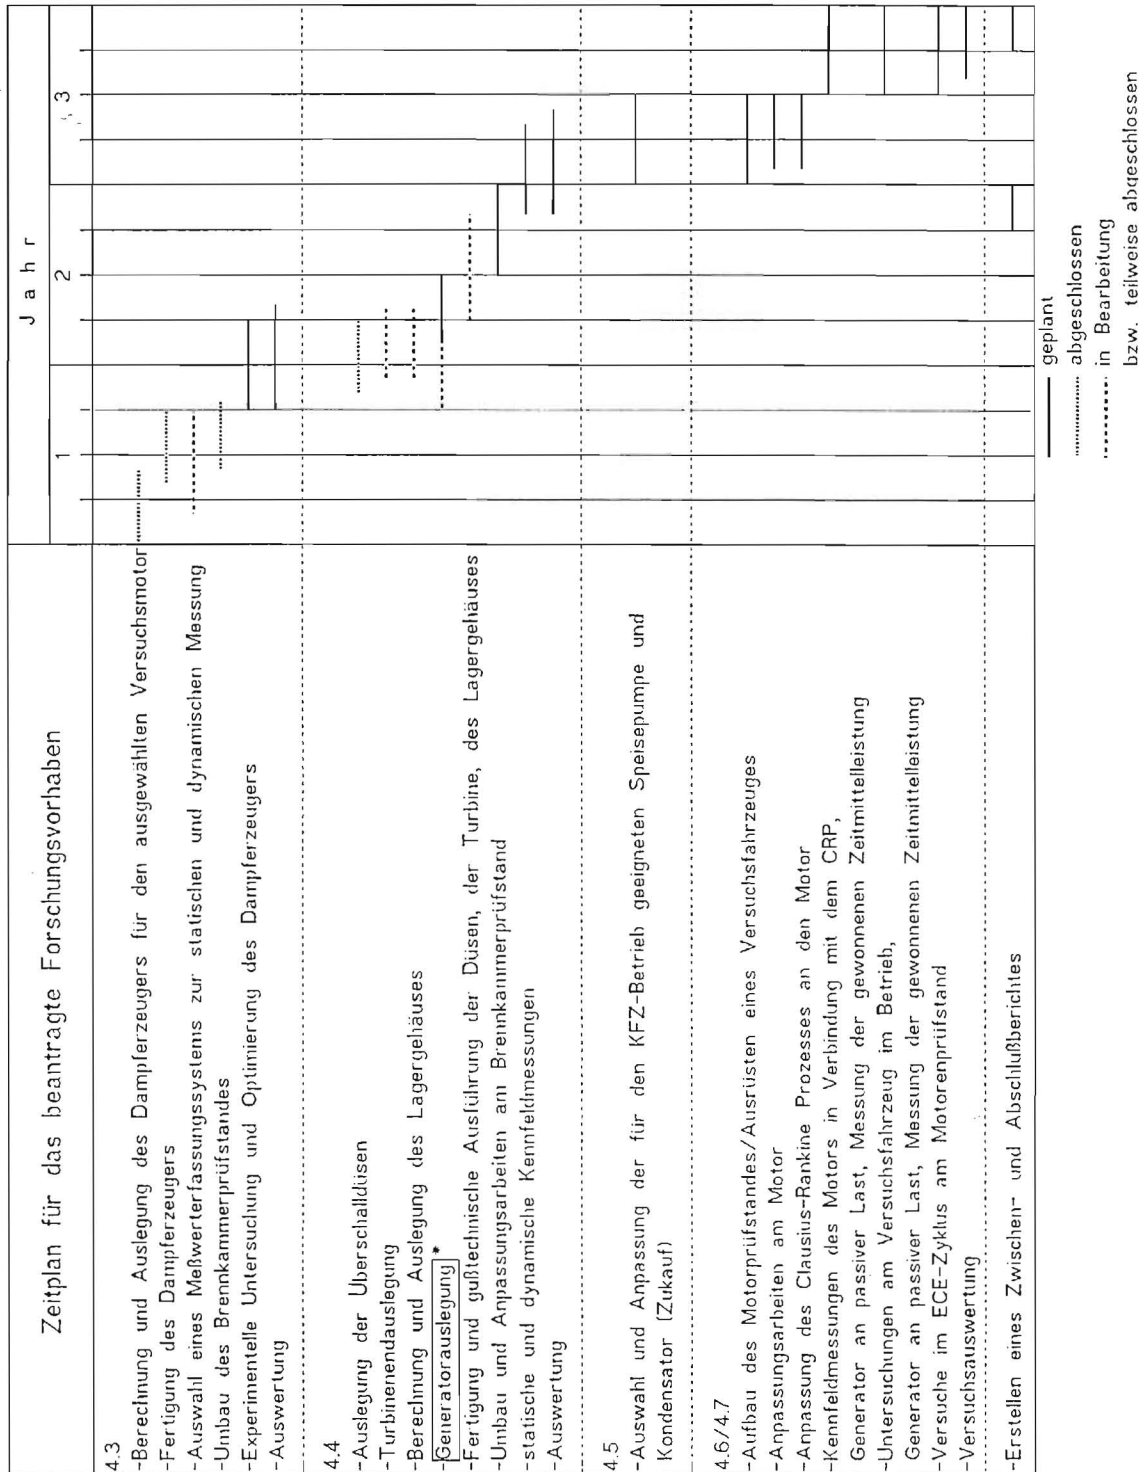 Zeitplan für das beantragte Forschungsvorhaben
Jahr
1 2 3
4.3
-Berechnung und Auslegung des Dampferzeugers für den ausgewählten Versuchsmotor
-Fertigung des Dampferzeugers
-Auswahl eines Meßwerterfassungssystems zur statischen und dynamischen Messung
-Umbau des Brennkammerprüfstandes
-Experimentelle Untersuchung und Optimierung des Dampferzeugers
-Auswertung
4.4
-Auslegung der Überschalldüsen
-Turbinenendauslegung
-Berechnung und Auslegung des Lagergehäuses
-Generatorauslegung *
-Fertigung und gußtechnische Ausführung der Düsen, der Turbine, des Lagergehäuses
-Umbau und Anpassungsarbeiten am Brennkammerprüfstand
-statische und dynamische Kennfeldmessungen
-Auswertung
4.5
-Auswahl und Anpassung der für den KFZ-Betrieb geeigneten Speisepumpe und
Kondensator (Zukauf)
4.6/4.7
-Aufbau des Motorprüfstandes/Ausrüsten eines Versuchsfahrzeuges
-Anpassungsarbeiten am Motor
-Anpassung des Clausius-Rankine Prozesses an den Motor
-Kennfeldmessungen des Motors in Verbindung mit dem CRP,
Generator an passiver Last, Messung der gewonnenen Zeitmittelleistung
-Untersuchungen am Versuchsfahrzeug im Betrieb,
Generator an passiver Last, Messung der gewonnenen Zeitmittelleistung
-Versuche im ECE-Zyklus am Motorenprüfstand
-Versuchsauswertung
-Erstellen eines Zwischen- und Abschlußberichtes
geplant
abgeschlossen
in Bearbeitung
bzw. teilweise abgeschlossen